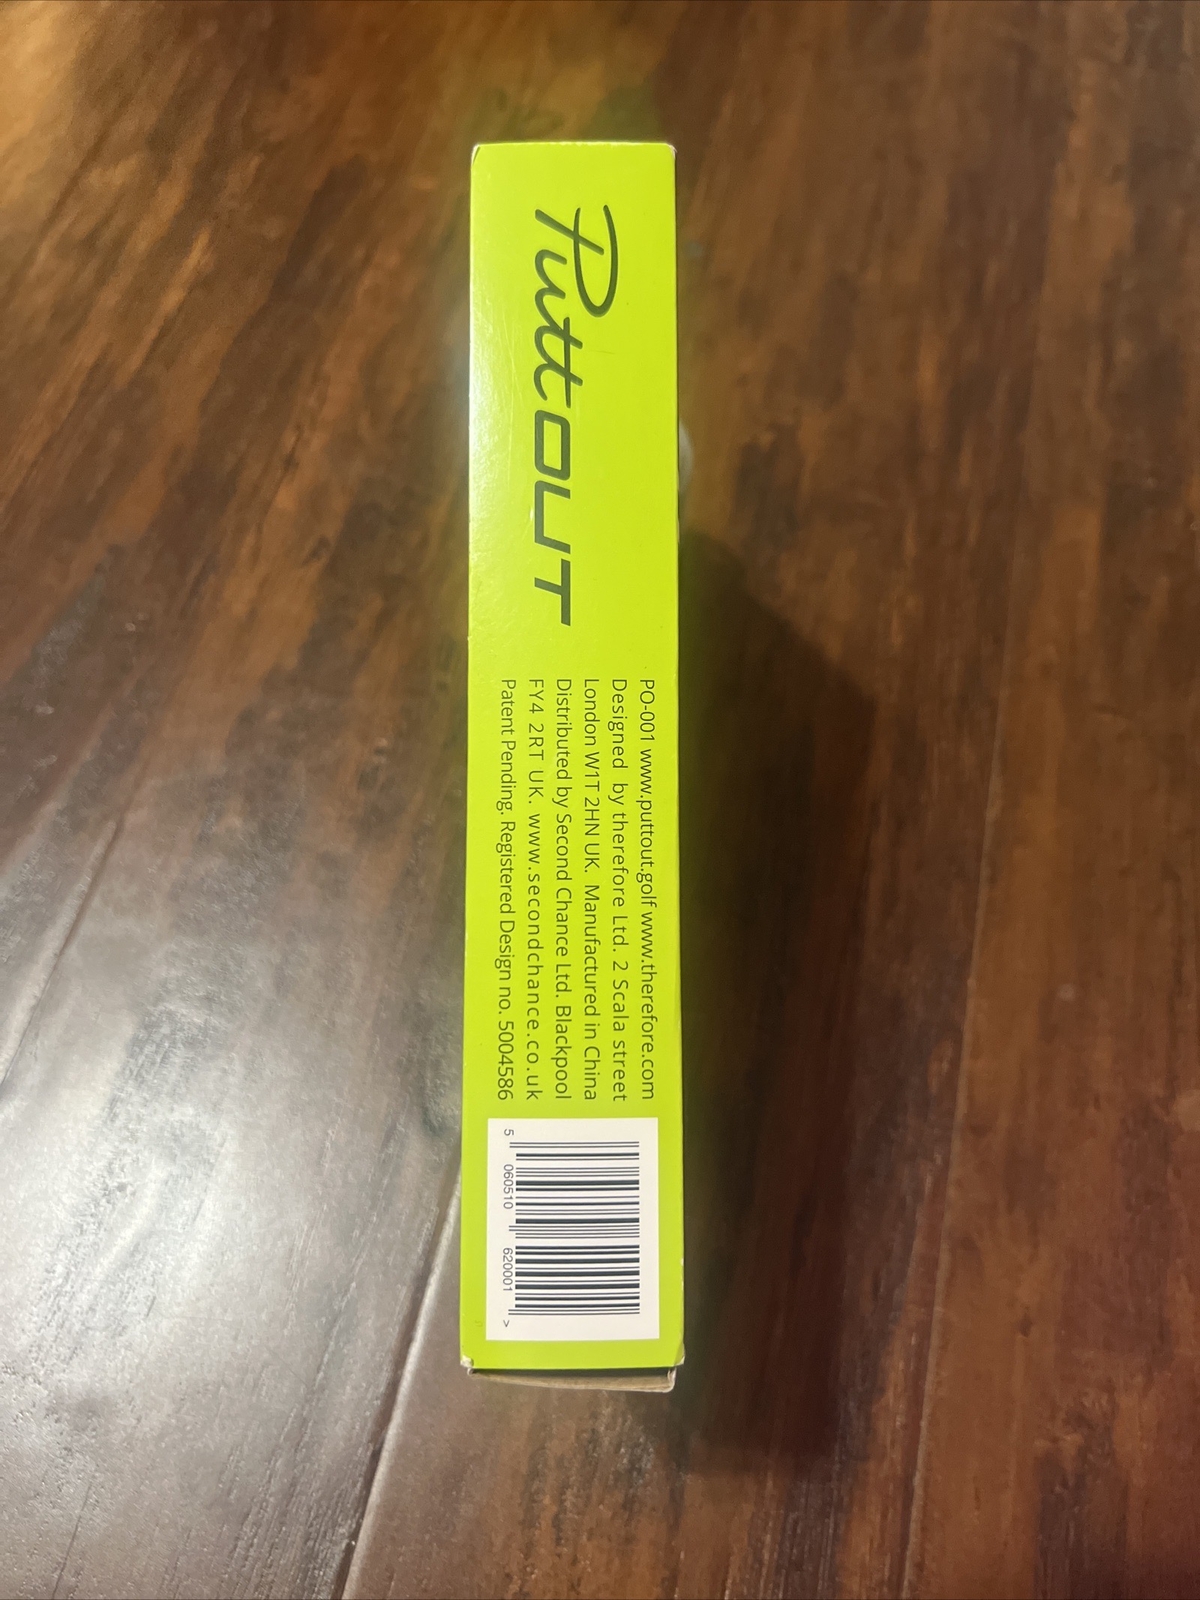 PuttOUT
PO-001 www.puttout.golf www.therefore.com
Designed by therefore Ltd. 2 Scala street
London W1T 2HN UK. Manufactured in China
Distributed by Second Chance Ltd. Blackpool
FY4 2RT UK. www.secondchance.co.uk
Patent Pending. Registered Design no. 5004586
5 060510 620001 >